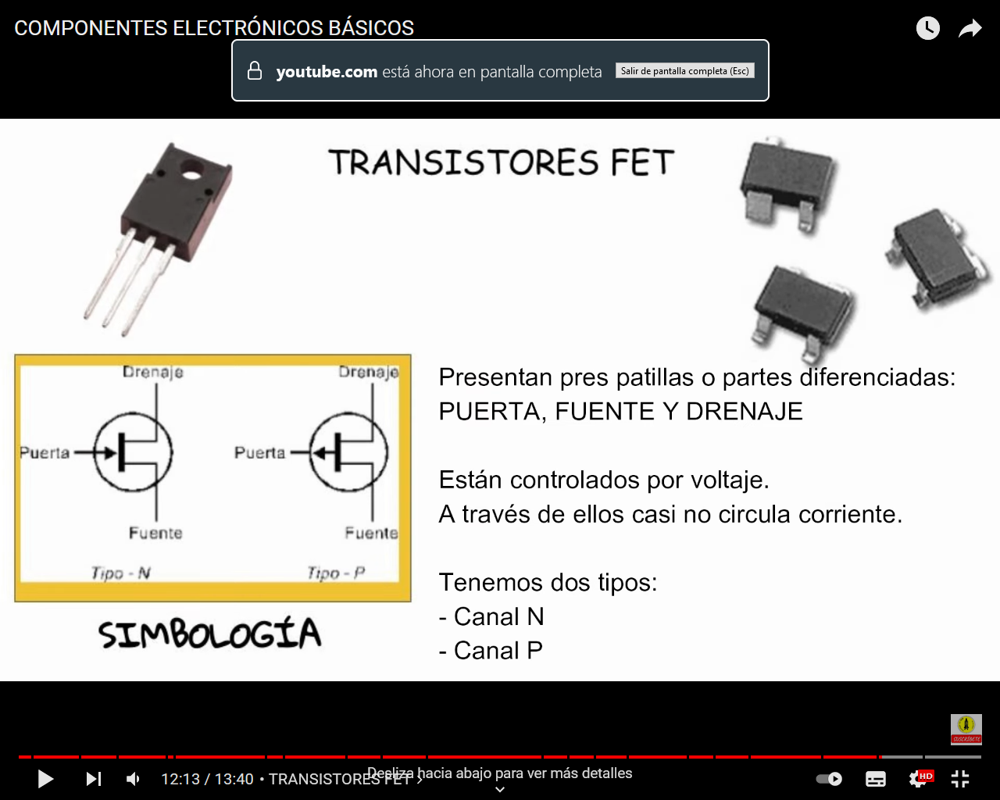 COMPONENTES ELECTRÓNICOS BÁSICOS
youtube.com está ahora en pantalla completa
Salir de pantalla completa (Esc)
TRANSISTORES FET
Drenaje
Puerta
Fuente
Tipo - N
Drenaje
Puerta
Fuente
Tipo - P
SIMBOLOGÍA
Presentan pres patillas o partes diferenciadas:
PUERTA, FUENTE Y DRENAJE
Están controlados por voltaje.
A través de ellos casi no circula corriente.
Tenemos dos tipos:
- Canal N
- Canal P
SUSCRÍBETE
12:13 / 13:40 • TRANSISTORES FET ›
Desliza hacia abajo para ver más detalles
HD